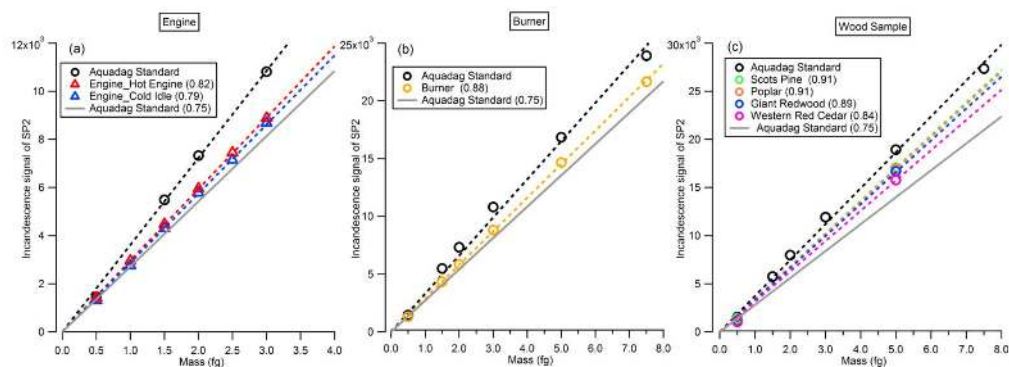 Engine
12x10³
(a)
Aquadag Standard
Engine_Hot Engine (0.82)
Engine_Cold Idle (0.79)
Aquadag Standard (0.75)
10
8
6
4
2
0
Incandescence signal of SP2
0.0 0.5 1.0 1.5 2.0 2.5 3.0 3.5 4.0
Mass (fg)
Burner
25x10³
(b)
Aquadag Standard
Burner (0.88)
Aquadag Standard (0.75)
20
15
10
5
0
Incandescence signal of SP2
0.0 1.0 2.0 3.0 4.0 5.0 6.0 7.0 8.0
Mass (fg)
Wood Sample
30x10³
(c)
Aquadag Standard
Scots Pine (0.91)
Poplar (0.91)
Giant Redwood (0.89)
Western Red Cedar (0.84)
Aquadag Standard (0.75)
25
20
15
10
5
0
Incandescence signal of SP2
0.0 1.0 2.0 3.0 4.0 5.0 6.0 7.0 8.0
Mass (fg)